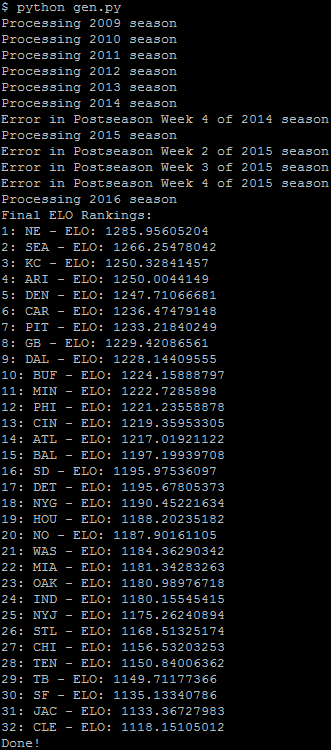 $ python gen.py
Processing 2009 season
Processing 2010 season
Processing 2011 season
Processing 2012 season
Processing 2013 season
Processing 2014 season
Error in Postseason Week 4 of 2014 season
Processing 2015 season
Error in Postseason Week 2 of 2015 season
Error in Postseason Week 3 of 2015 season
Error in Postseason Week 4 of 2015 season
Processing 2016 season
Final ELO Rankings:
1: NE - ELO: 1285.95605204
2: SEA - ELO: 1266.25478042
3: KC - ELO: 1250.32841457
4: ARI - ELO: 1250.0044149
5: DEN - ELO: 1247.71066681
6: CAR - ELO: 1236.47479148
7: PIT - ELO: 1233.21840249
8: GB - ELO: 1229.42086561
9: DAL - ELO: 1228.14409555
10: BUF - ELO: 1224.15888797
11: MIN - ELO: 1222.7285898
12: PHI - ELO: 1221.23558878
13: CIN - ELO: 1219.35953305
14: ATL - ELO: 1217.01921122
15: BAL - ELO: 1197.19939708
16: SD - ELO: 1195.97536097
17: DET - ELO: 1195.67805373
18: NYG - ELO: 1190.45221634
19: HOU - ELO: 1188.20235182
20: NO - ELO: 1187.90161105
21: WAS - ELO: 1184.36290342
22: MIA - ELO: 1181.34283263
23: OAK - ELO: 1180.98976718
24: IND - ELO: 1180.15545415
25: NYJ - ELO: 1175.26240894
26: STL - ELO: 1168.51325174
27: CHI - ELO: 1156.53203253
28: TEN - ELO: 1150.84006362
29: TB - ELO: 1149.71177366
30: SF - ELO: 1135.13340786
31: JAC - ELO: 1133.36727983
32: CLE - ELO: 1118.15105012
Done!